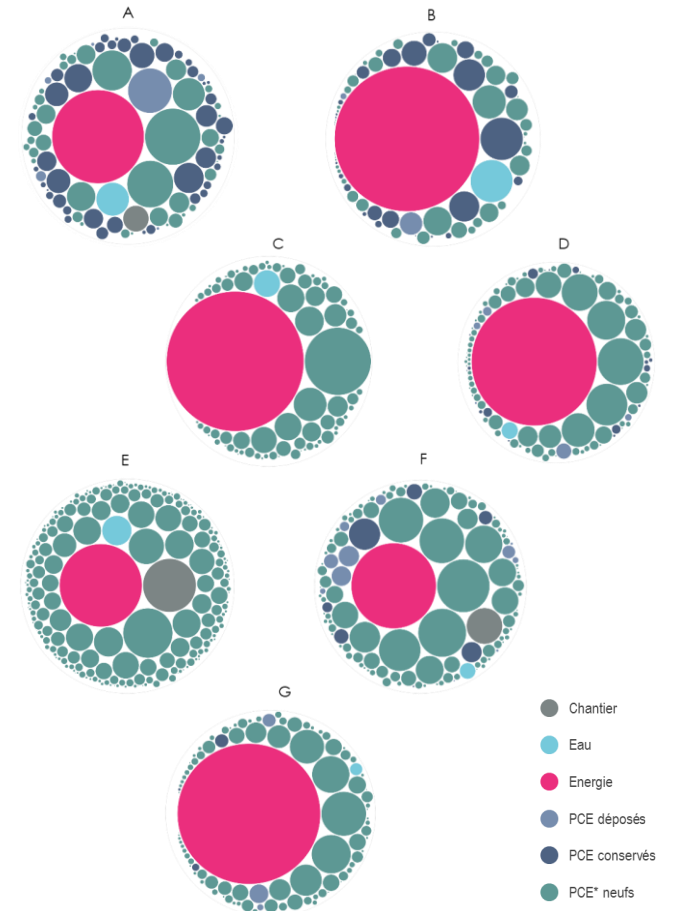 A
B
C
D
E
F
G
Chantier
Eau
Energie
PCE déposés
PCE conservés
PCE* neufs